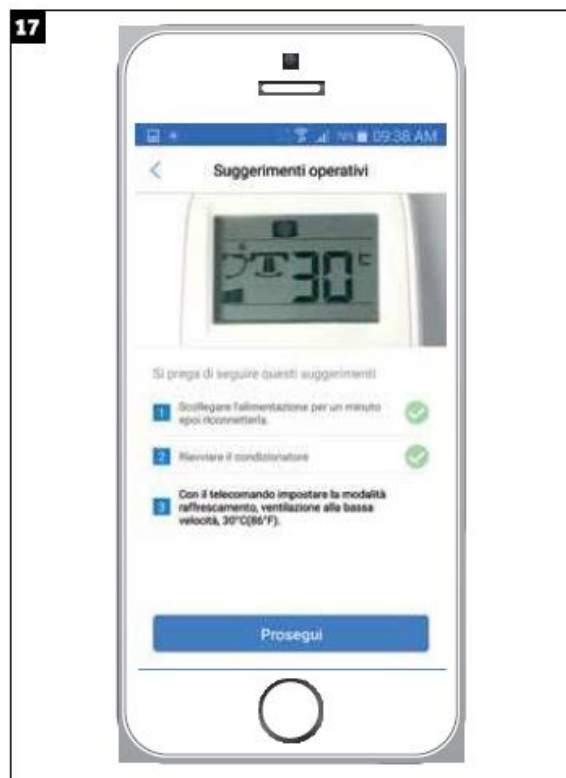 17
09:38 AM
Suggerimenti operativi
30°c
Si prega di seguire questi suggerimenti
1 Scollegare l'alimentazione per un minuto
epoi riconnetterla.
2 Riavviare il condizionatore
3 Con il telecomando impostare la modalità
raffrescamento, ventilazione alla bassa
velocità, 30°C(86°F).
Prosegui